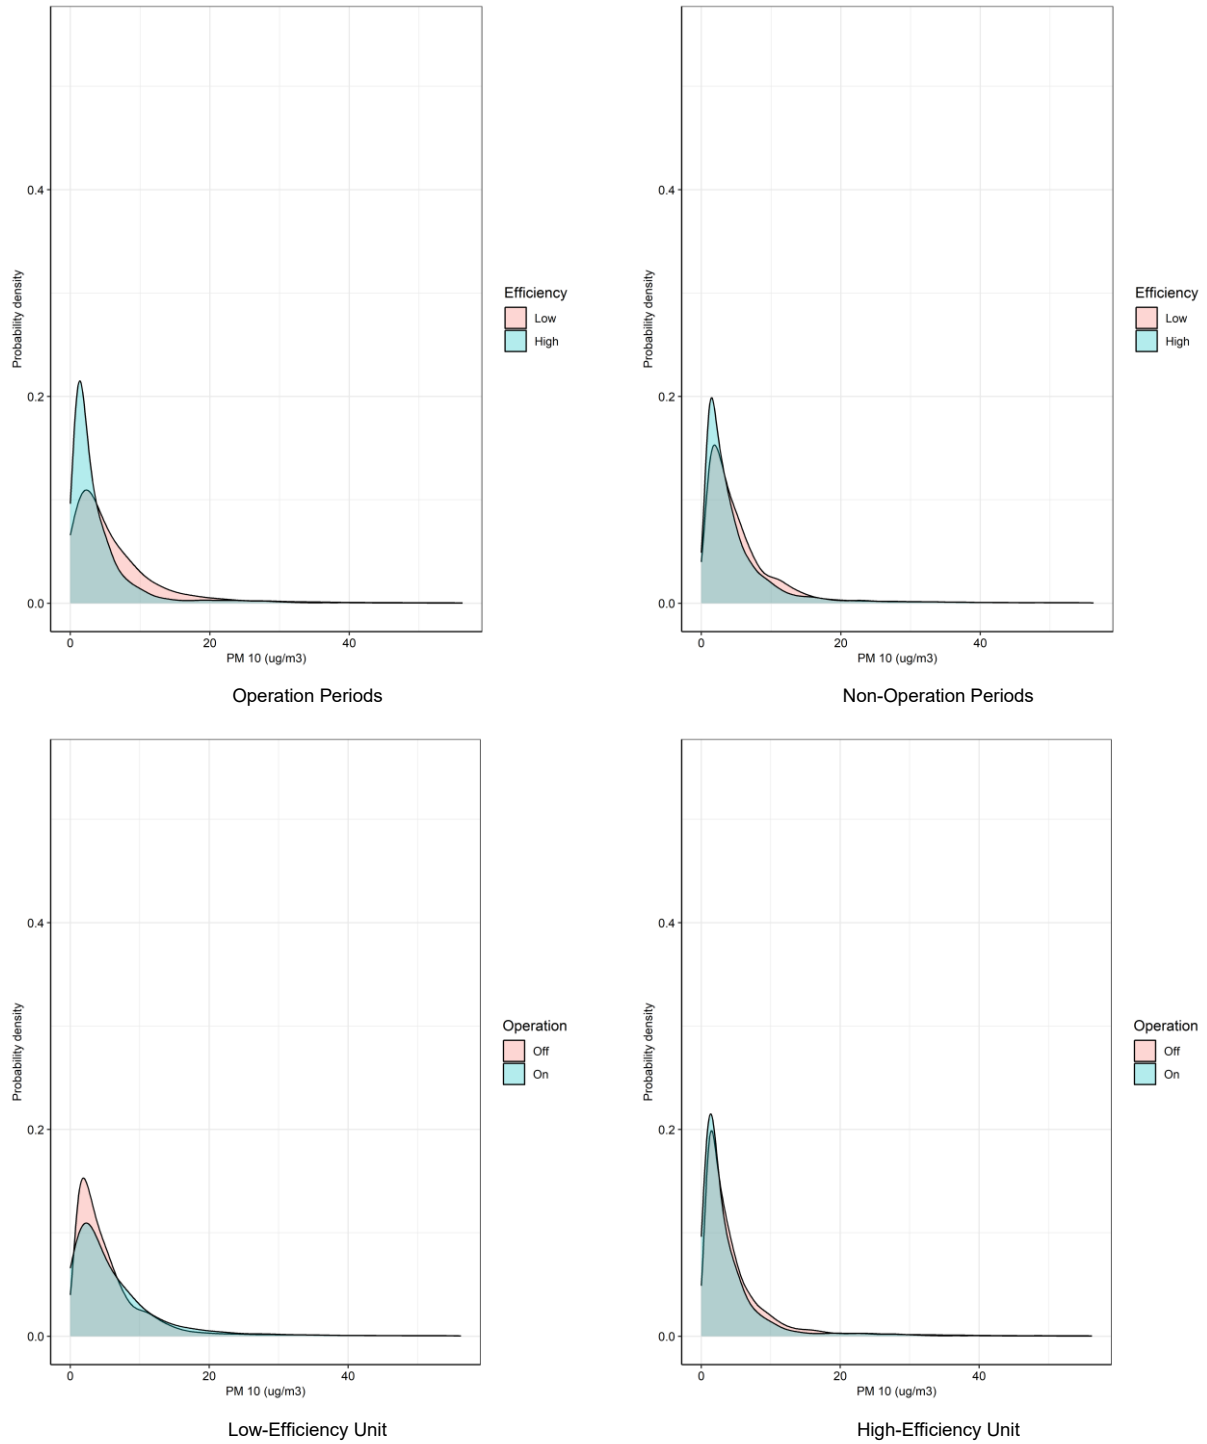 0.4
0.2
0.0
Probability density
0
20
40
PM 10 (ug/m3)
Efficiency
Low
High
Operation Periods
0.4
0.2
0.0
Probability density
0
20
40
PM 10 (ug/m3)
Efficiency
Low
High
Non-Operation Periods
0.4
0.2
0.0
Probability density
0
20
40
PM 10 (ug/m3)
Operation
Off
On
Low-Efficiency Unit
0.4
0.2
0.0
Probability density
0
20
40
PM 10 (ug/m3)
Operation
Off
On
High-Efficiency Unit